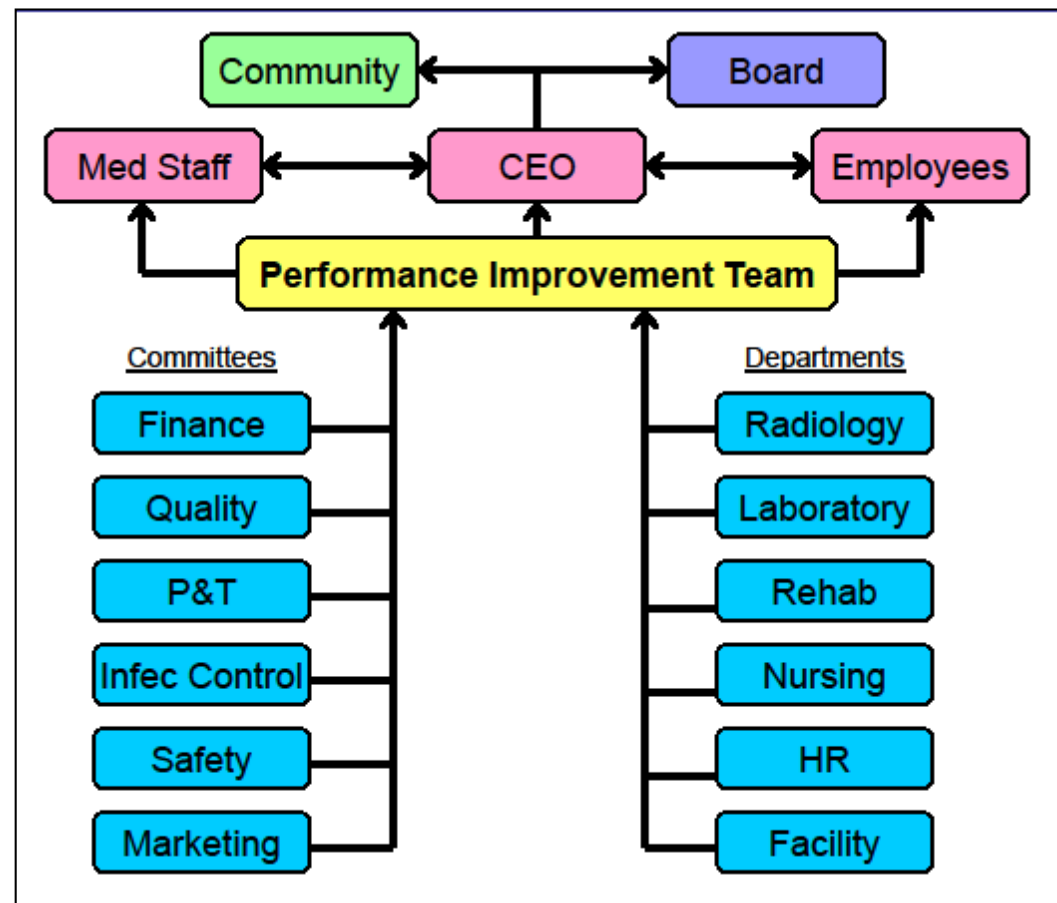 Community
Board
Med Staff
CEO
Employees
Performance Improvement Team
Committees
Departments
Finance
Radiology
Quality
Laboratory
P&T
Rehab
Infec Control
Nursing
Safety
HR
Marketing
Facility